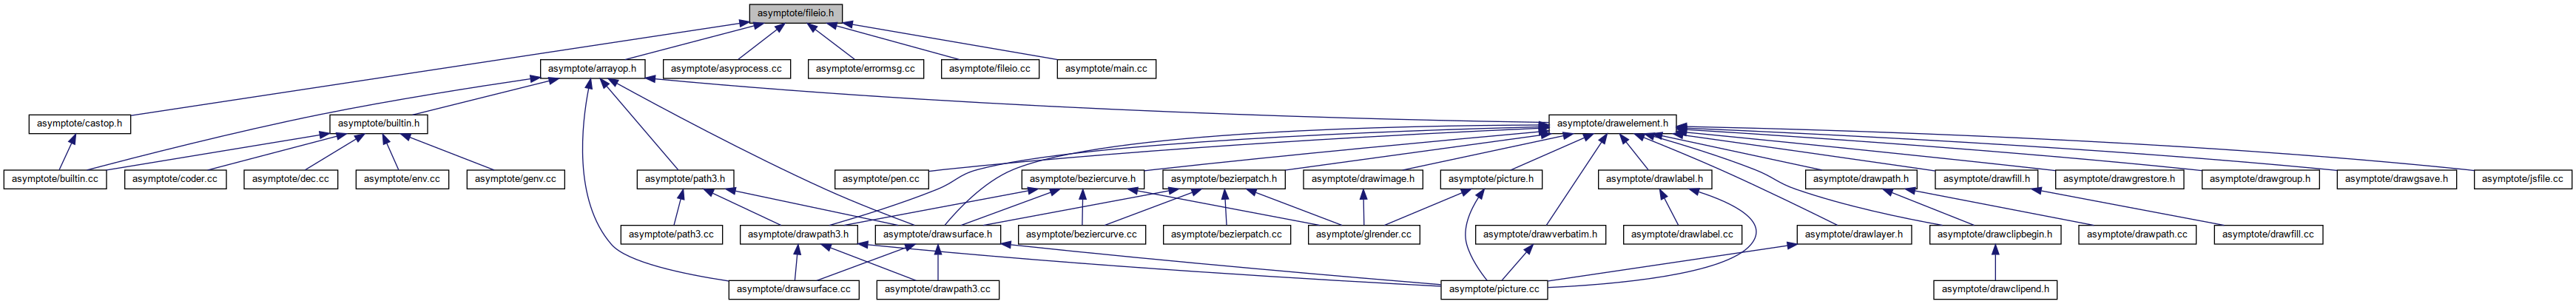 asymptote/fileio.h
asymptote/arrayop.h
asymptote/asyprocess.cc
asymptote/errormsg.cc
asymptote/fileio.cc
asymptote/main.cc
asymptote/castop.h
asymptote/builtin.h
asymptote/drawelement.h
asymptote/builtin.cc
asymptote/coder.cc
asymptote/dec.cc
asymptote/env.cc
asymptote/genv.cc
asymptote/path3.h
asymptote/pen.cc
asymptote/beziercurve.h
asymptote/bezierpatch.h
asymptote/drawimage.h
asymptote/picture.h
asymptote/drawlabel.h
asymptote/drawpath.h
asymptote/drawfill.h
asymptote/drawgrestore.h
asymptote/drawgroup.h
asymptote/drawgsave.h
asymptote/jsfile.cc
asymptote/path3.cc
asymptote/drawpath3.h
asymptote/drawsurface.h
asymptote/beziercurve.cc
asymptote/bezierpatch.cc
asymptote/glrender.cc
asymptote/drawverbatim.h
asymptote/drawlabel.cc
asymptote/drawlayer.h
asymptote/drawclipbegin.h
asymptote/drawpath.cc
asymptote/drawfill.cc
asymptote/drawsurface.cc
asymptote/drawpath3.cc
asymptote/picture.cc
asymptote/drawclipend.h